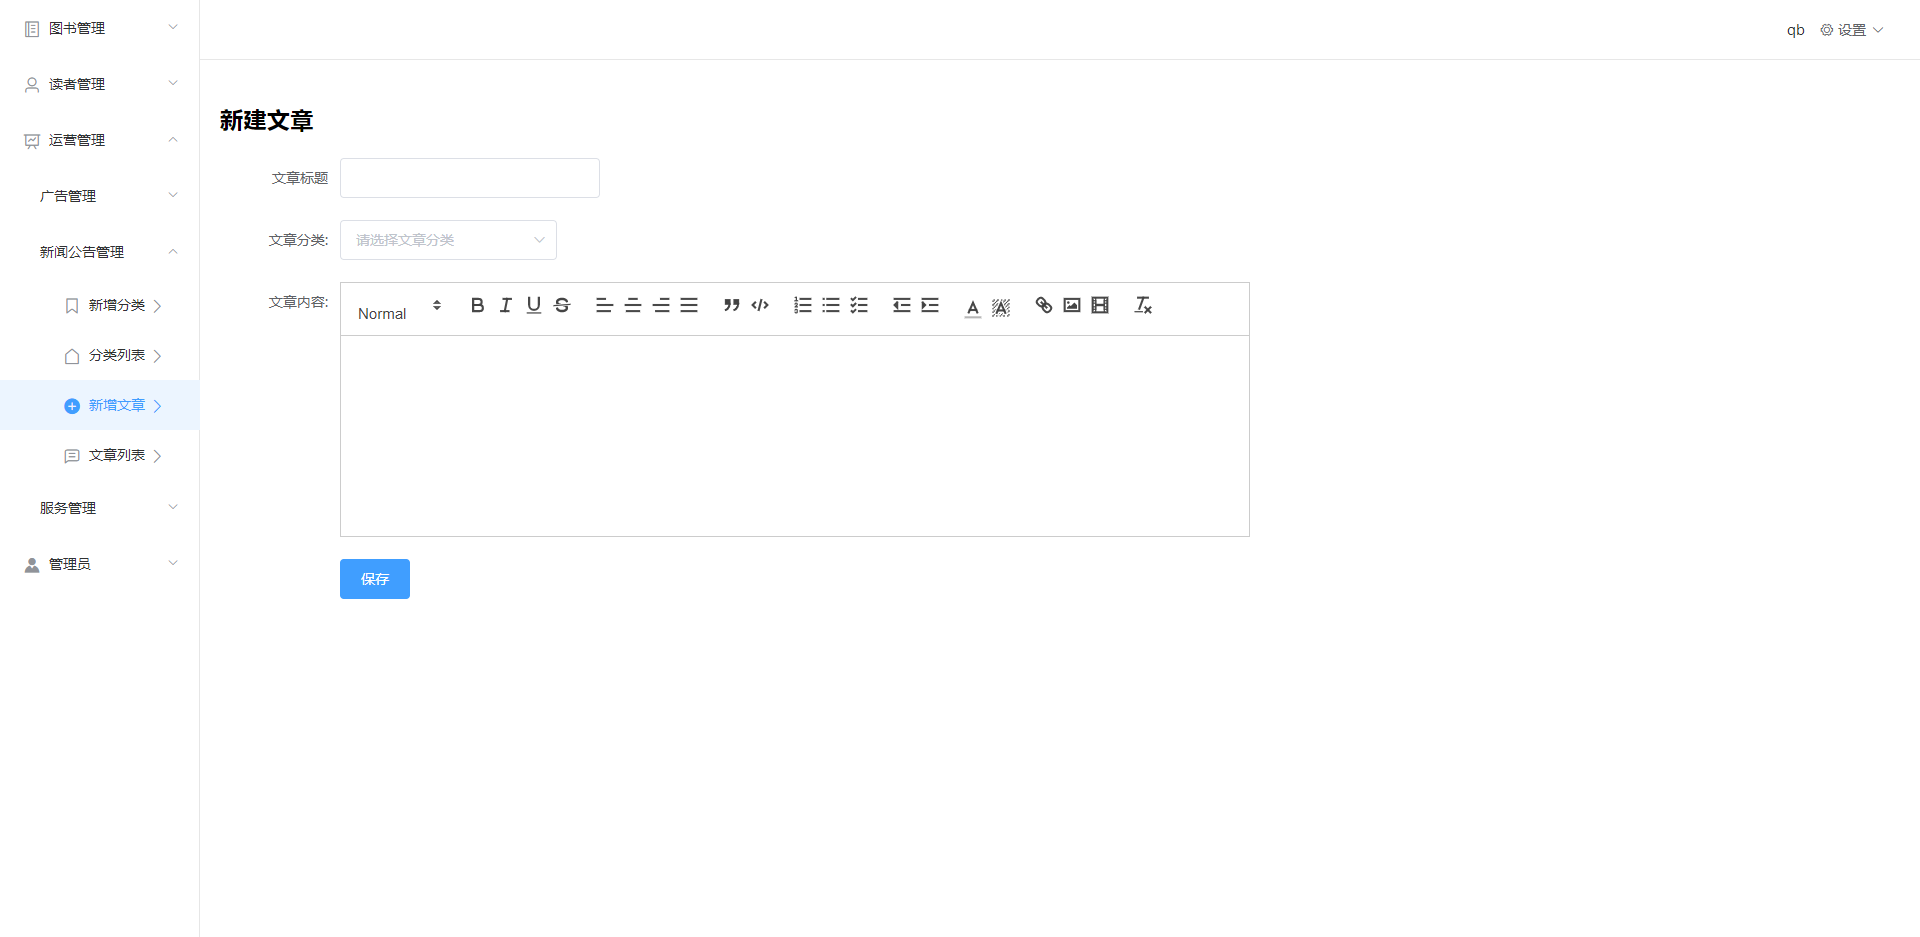 图书管理
读者管理
运营管理
广告管理
新闻公告管理
新增分类
分类列表
新增文章
文章列表
服务管理
管理员
qb 设置
新建文章
文章标题
文章分类: 请选择文章分类
文章内容:
Normal
保存